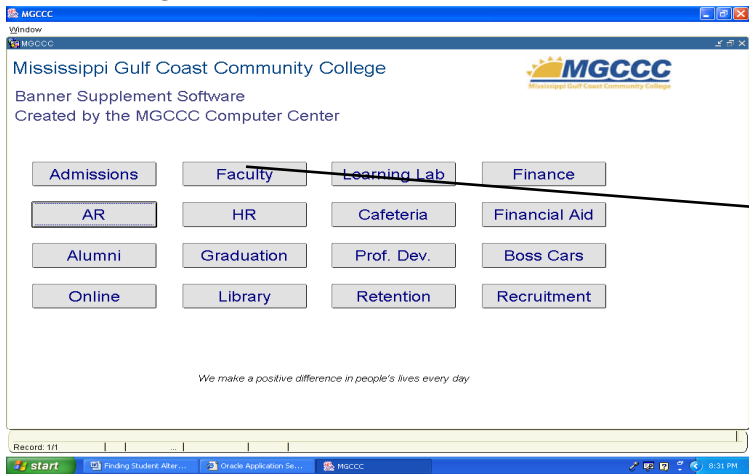 MGCCC
Window
MGCCC
Mississippi Gulf Coast Community College
MGCCC
Mississippi Gulf Coast Community College
Banner Supplement Software
Created by the MGCCC Computer Center
Admissions Faculty Learning Lab Finance
AR HR Cafeteria Financial Aid
Alumni Graduation Prof. Dev. Boss Cars
Online Library Retention Recruitment
We make a positive difference in people's lives every day
Record: 1/1 ...
start Finding Student Alter... Oracle Application Se... MGCCC 8:31 PM